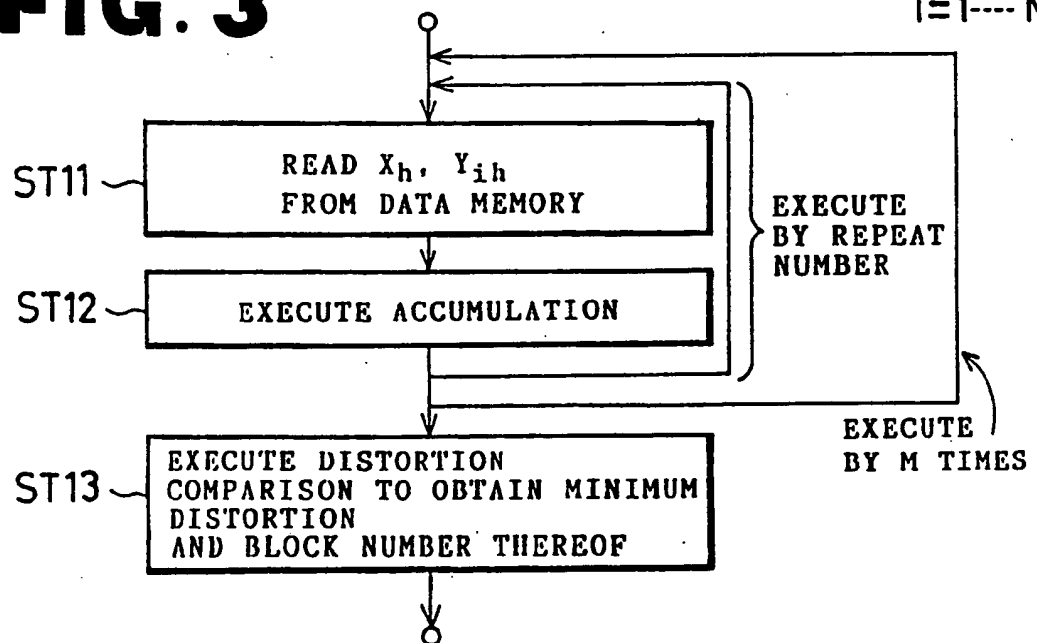 FIG. 3
ST11
READ Xh, Yih
FROM DATA MEMORY
EXECUTE
BY REPEAT
NUMBER
ST12
EXECUTE ACCUMULATION
EXECUTE
BY M TIMES
ST13
EXECUTE DISTORTION
COMPARISON TO OBTAIN MINIMUM
DISTORTION
AND BLOCK NUMBER THEREOF